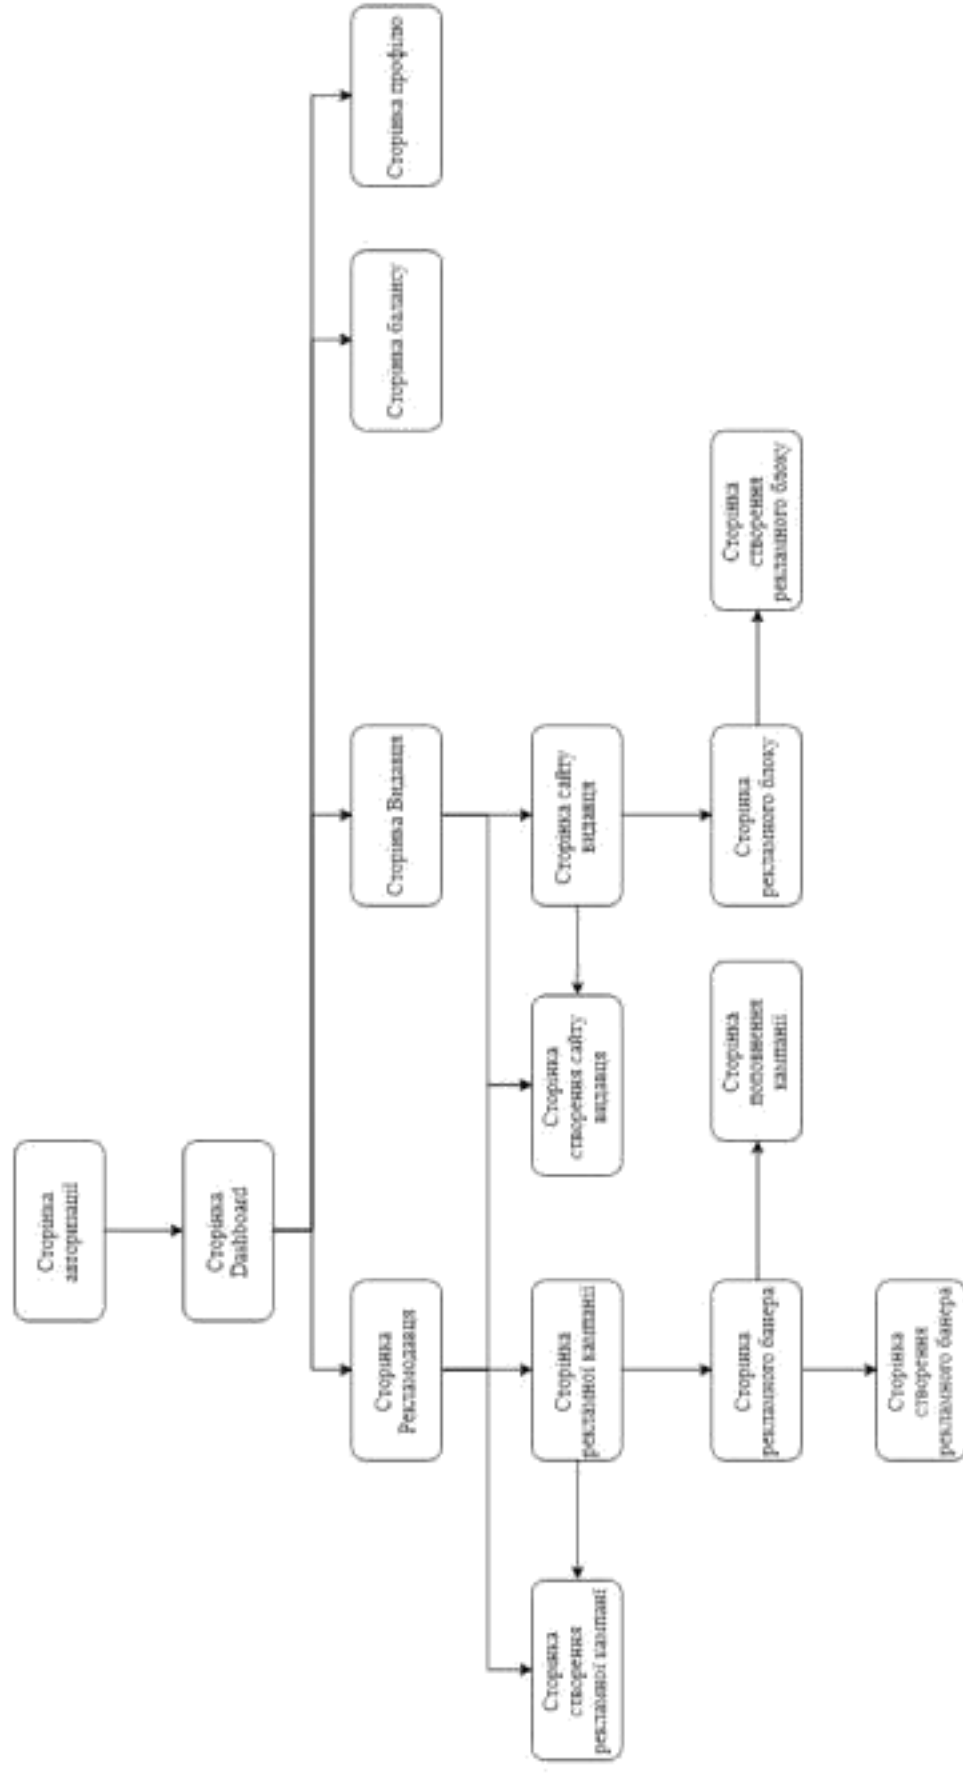 Сторінка
авторизації
Сторінка
Dashboard
Сторінка
Рекламодавця
Сторінка Видавця
Сторінка балансу
Сторінка профілю
Сторінка
створення
рекламної кампані
Сторінка
рекламної кампанії
Сторінка
створення сайту
видавця
Сторінка сайту
видавця
Сторінка
рекламного банера
Сторінка
поповнення
кампанії
Сторінка
рекламного блоку
Сторінка
створення
рекламного блоку
Сторінка
створення
рекламного банера